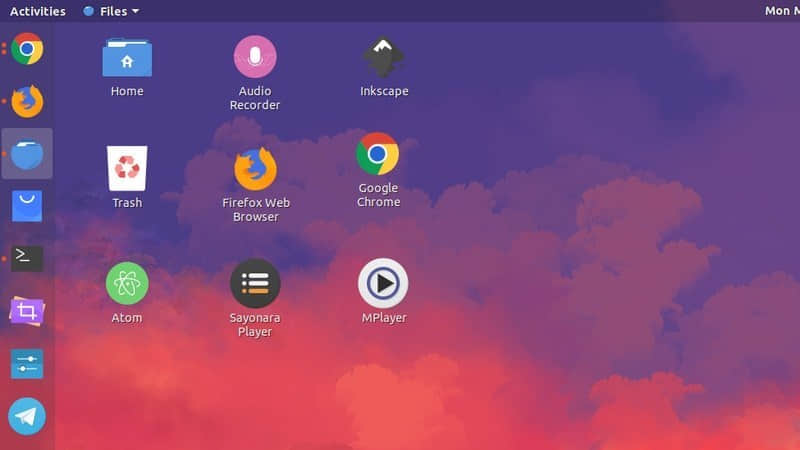 Activities
Files
Mon M
Home
Audio
Recorder
Inkscape
Trash
Firefox Web
Browser
Google
Chrome
Atom
Sayonara
Player
MPlayer